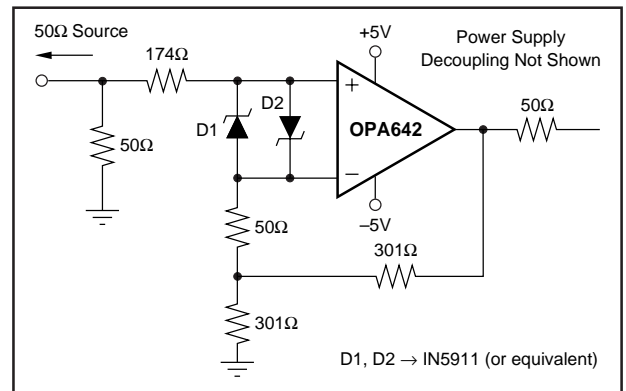 50Ω Source
+5V
Power Supply
Decoupling Not Shown
174Ω
50Ω
D1
D2
+
OPA642
–
50Ω
–5V
50Ω
301Ω
301Ω
D1, D2 → IN5911 (or equivalent)